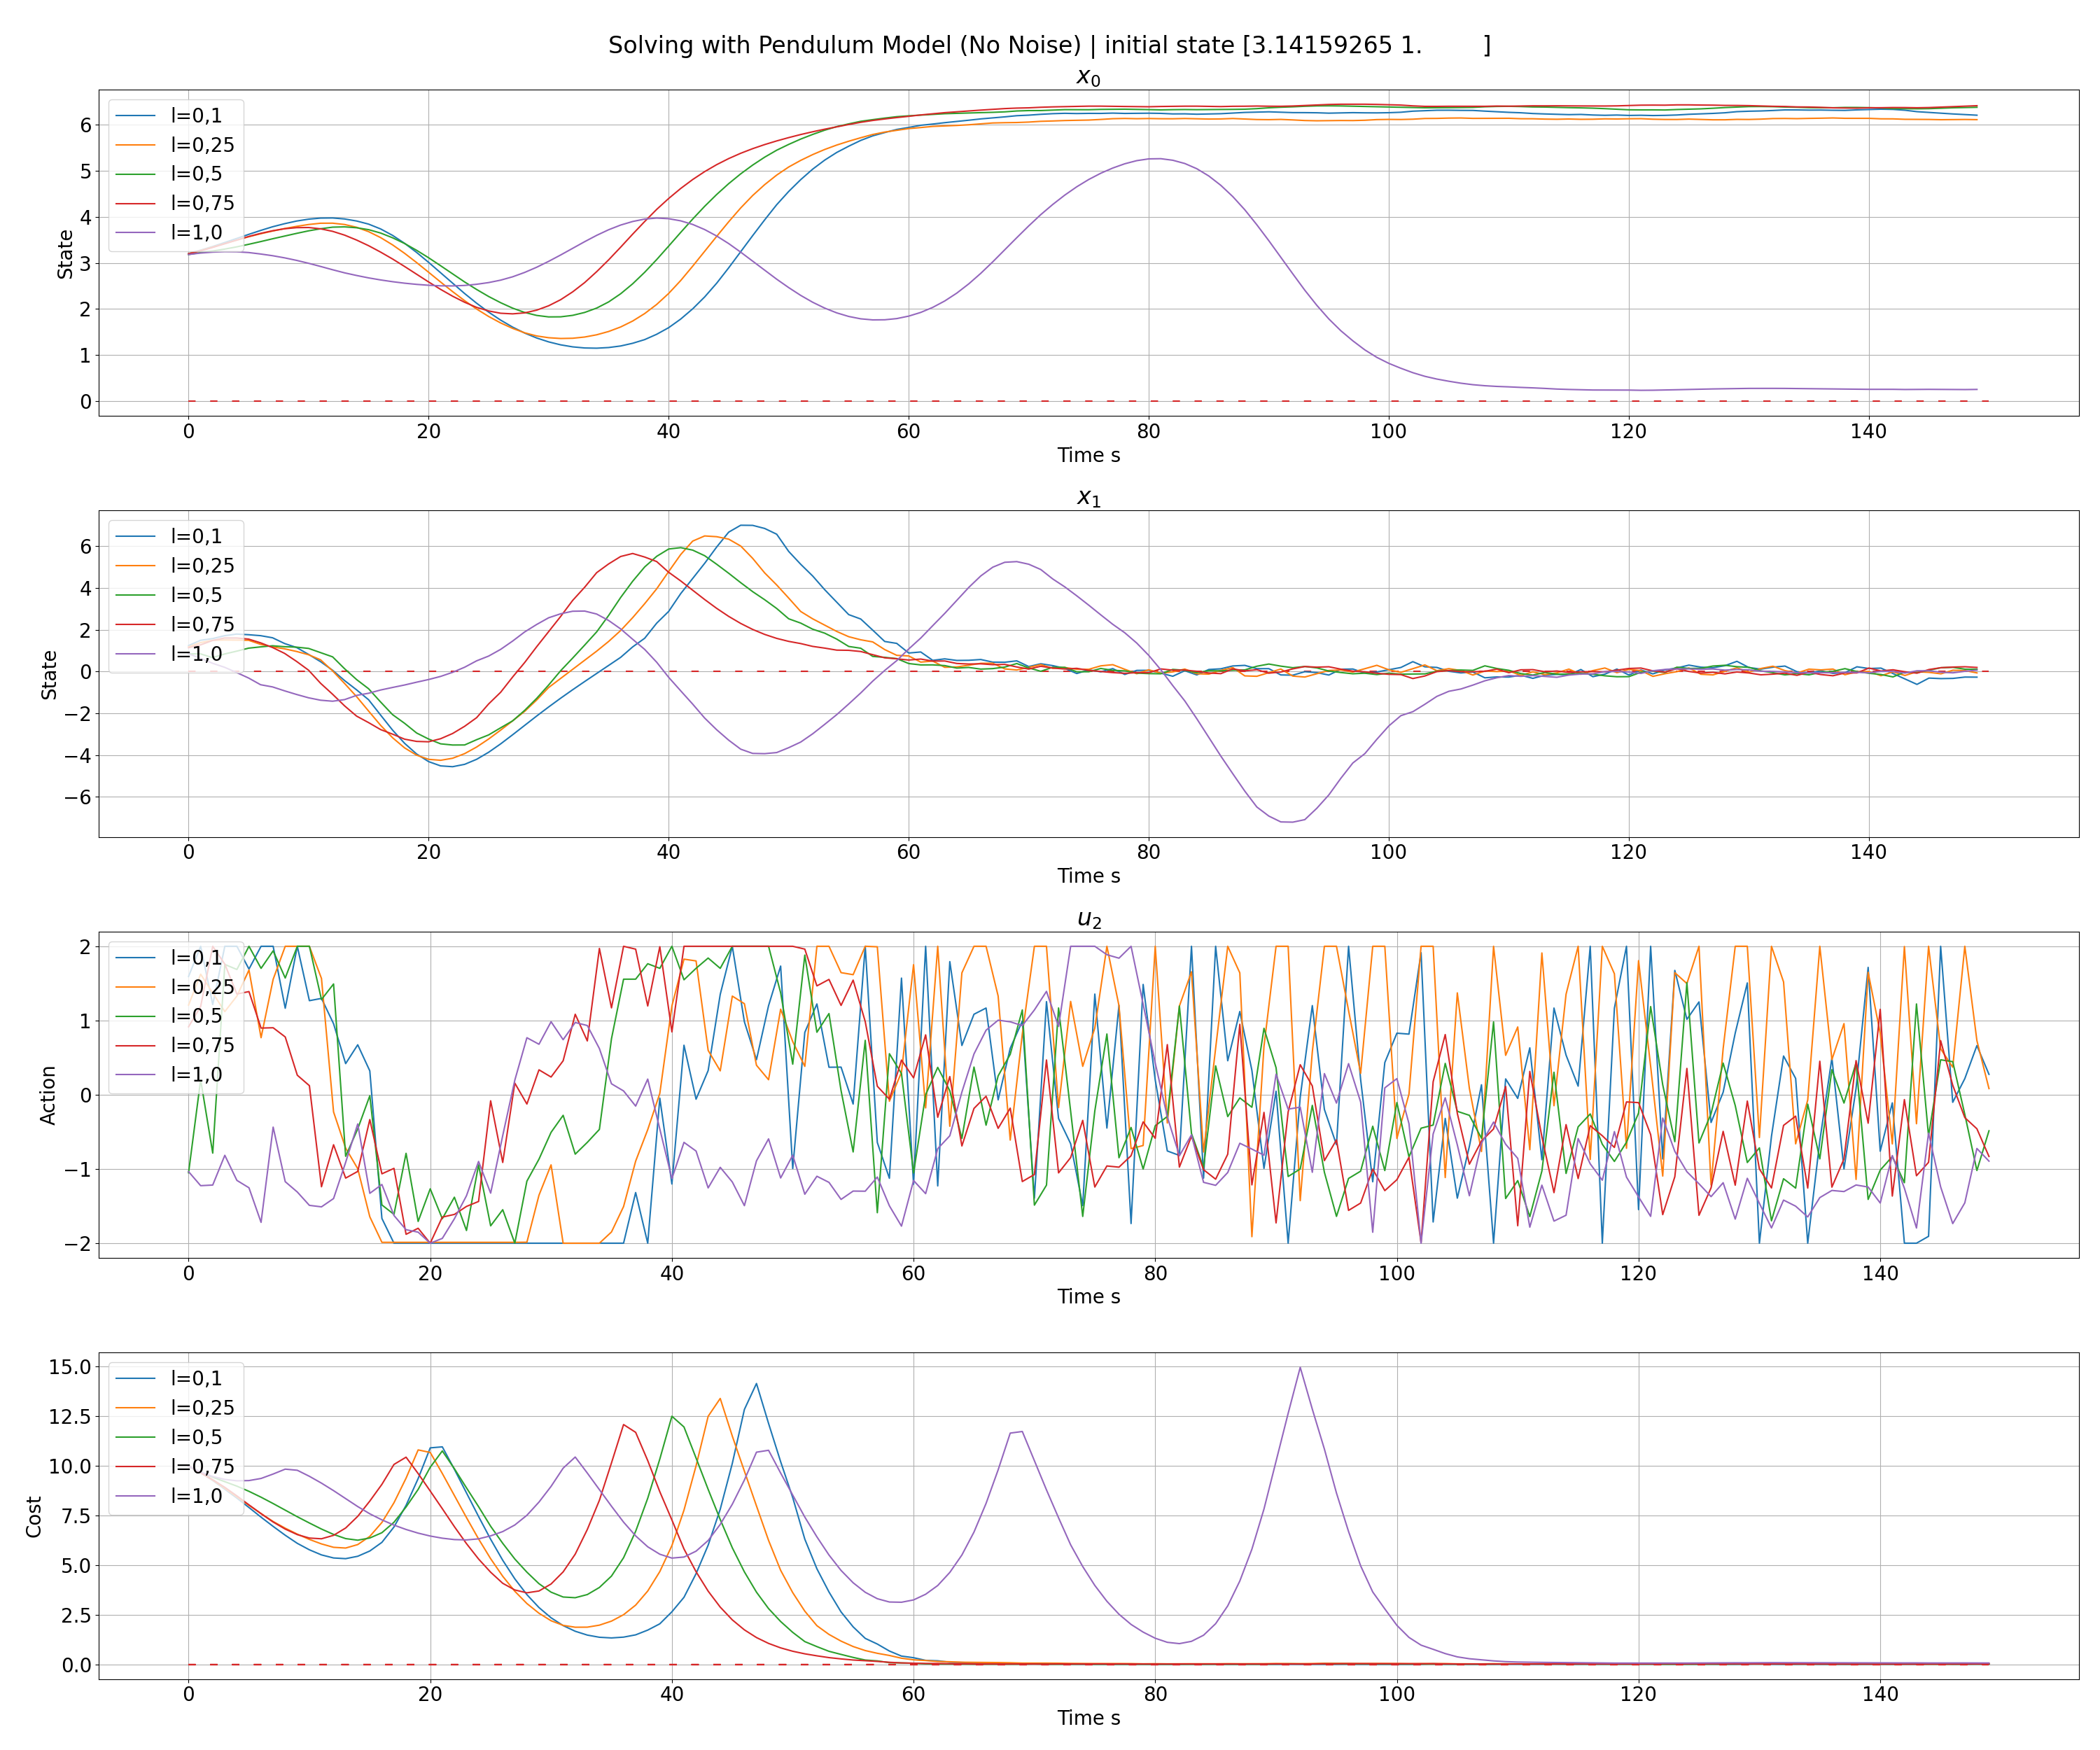 Solving with Pendulum Model (No Noise) | initial state [3.14159265 1. ]
x0
State
6
5
4
3
2
1
0
l=0,1
l=0,25
l=0,5
l=0,75
l=1,0
0 20 40 60 80 100 120 140
Time s
x1
State
6
4
2
0
−2
−4
−6
l=0,1
l=0,25
l=0,5
l=0,75
l=1,0
0 20 40 60 80 100 120 140
Time s
u2
Action
2
1
0
−1
−2
l=0,1
l=0,25
l=0,5
l=0,75
l=1,0
0 20 40 60 80 100 120 140
Time s
Cost
15.0
12.5
10.0
7.5
5.0
2.5
0.0
l=0,1
l=0,25
l=0,5
l=0,75
l=1,0
0 20 40 60 80 100 120 140
Time s